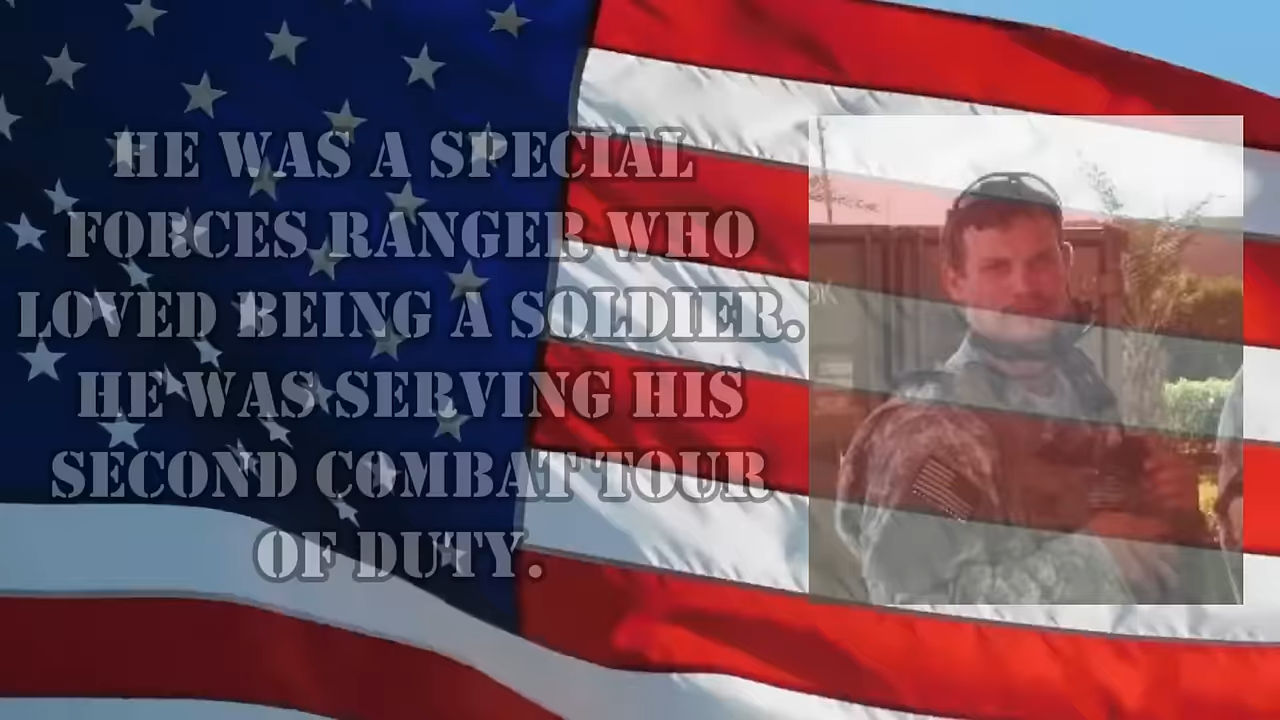 HE WAS A SPECIAL
FORCES RANGER WHO
LOVED BEING A SOLDIER.
HE WAS SERVING HIS
SECOND COMBAT TOUR
OF DUTY.